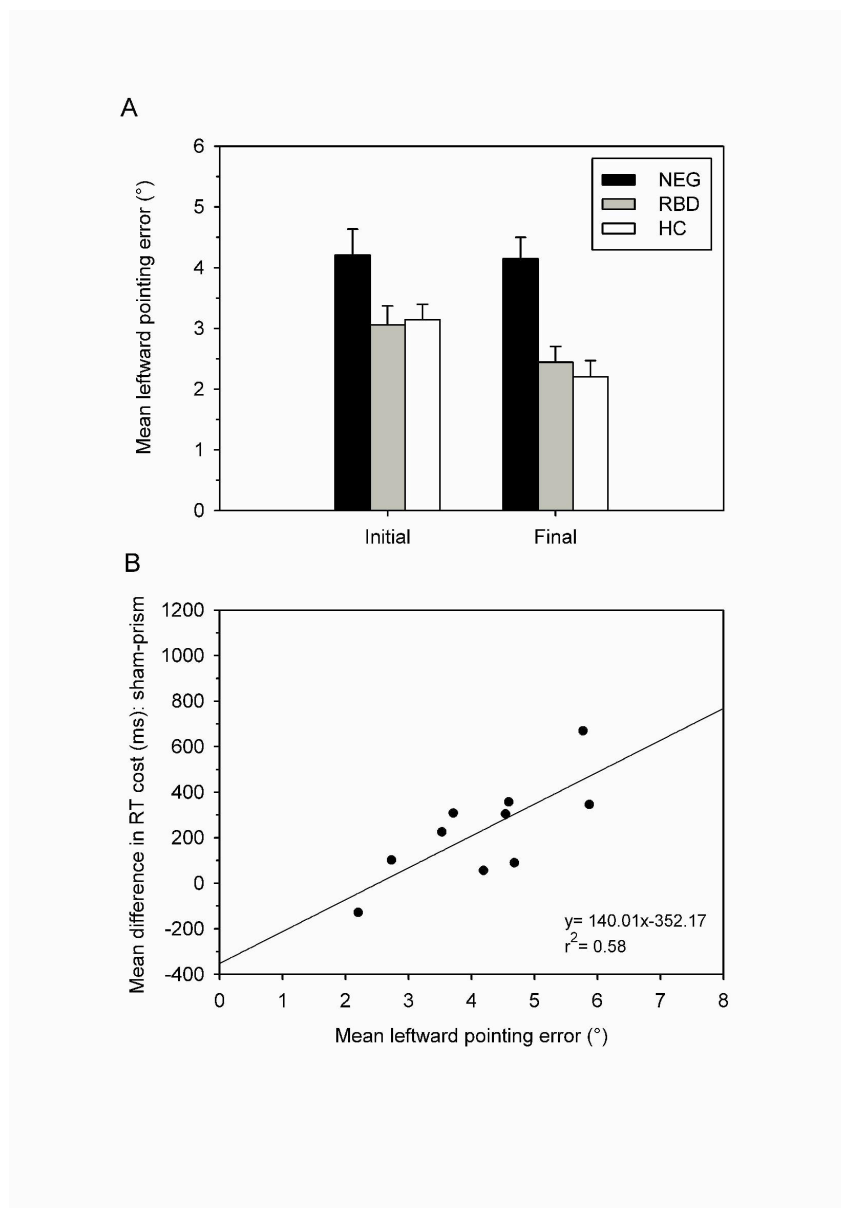 A
Mean leftward pointing error (°)
6
5
4
3
2
1
0
NEG
RBD
HC
Initial Final
B
Mean difference in RT cost (ms): sham-prism
1200
1000
800
600
400
200
0
-200
-400
y= 140.01x-352.17
r2= 0.58
0 1 2 3 4 5 6 7 8
Mean leftward pointing error (°)